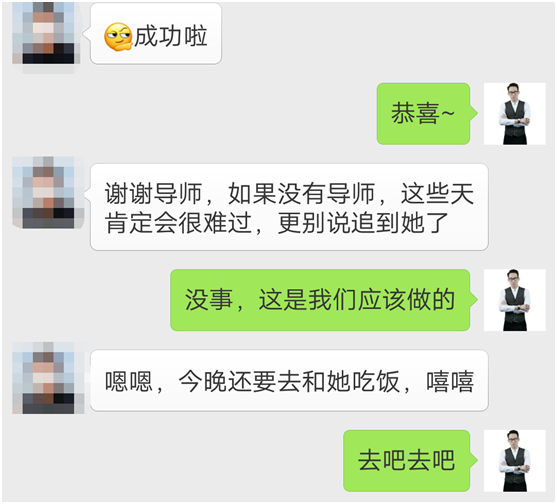 🤔成功啦
恭喜~
谢谢导师，如果没有导师，这些天
肯定会很难过，更别说追到她了
没事，这是我们应该做的
嗯嗯，今晚还要去和她吃饭，嘻嘻
去吧去吧